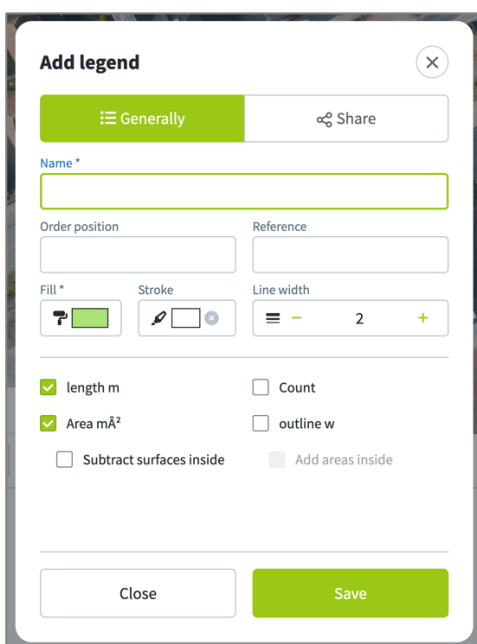 Add legend
Generally
Share
Name *
Order position
Reference
Fill *
Stroke
Line width
2
length m
Count
Area mÂ²
outline w
Subtract surfaces inside
Add areas inside
Close
Save